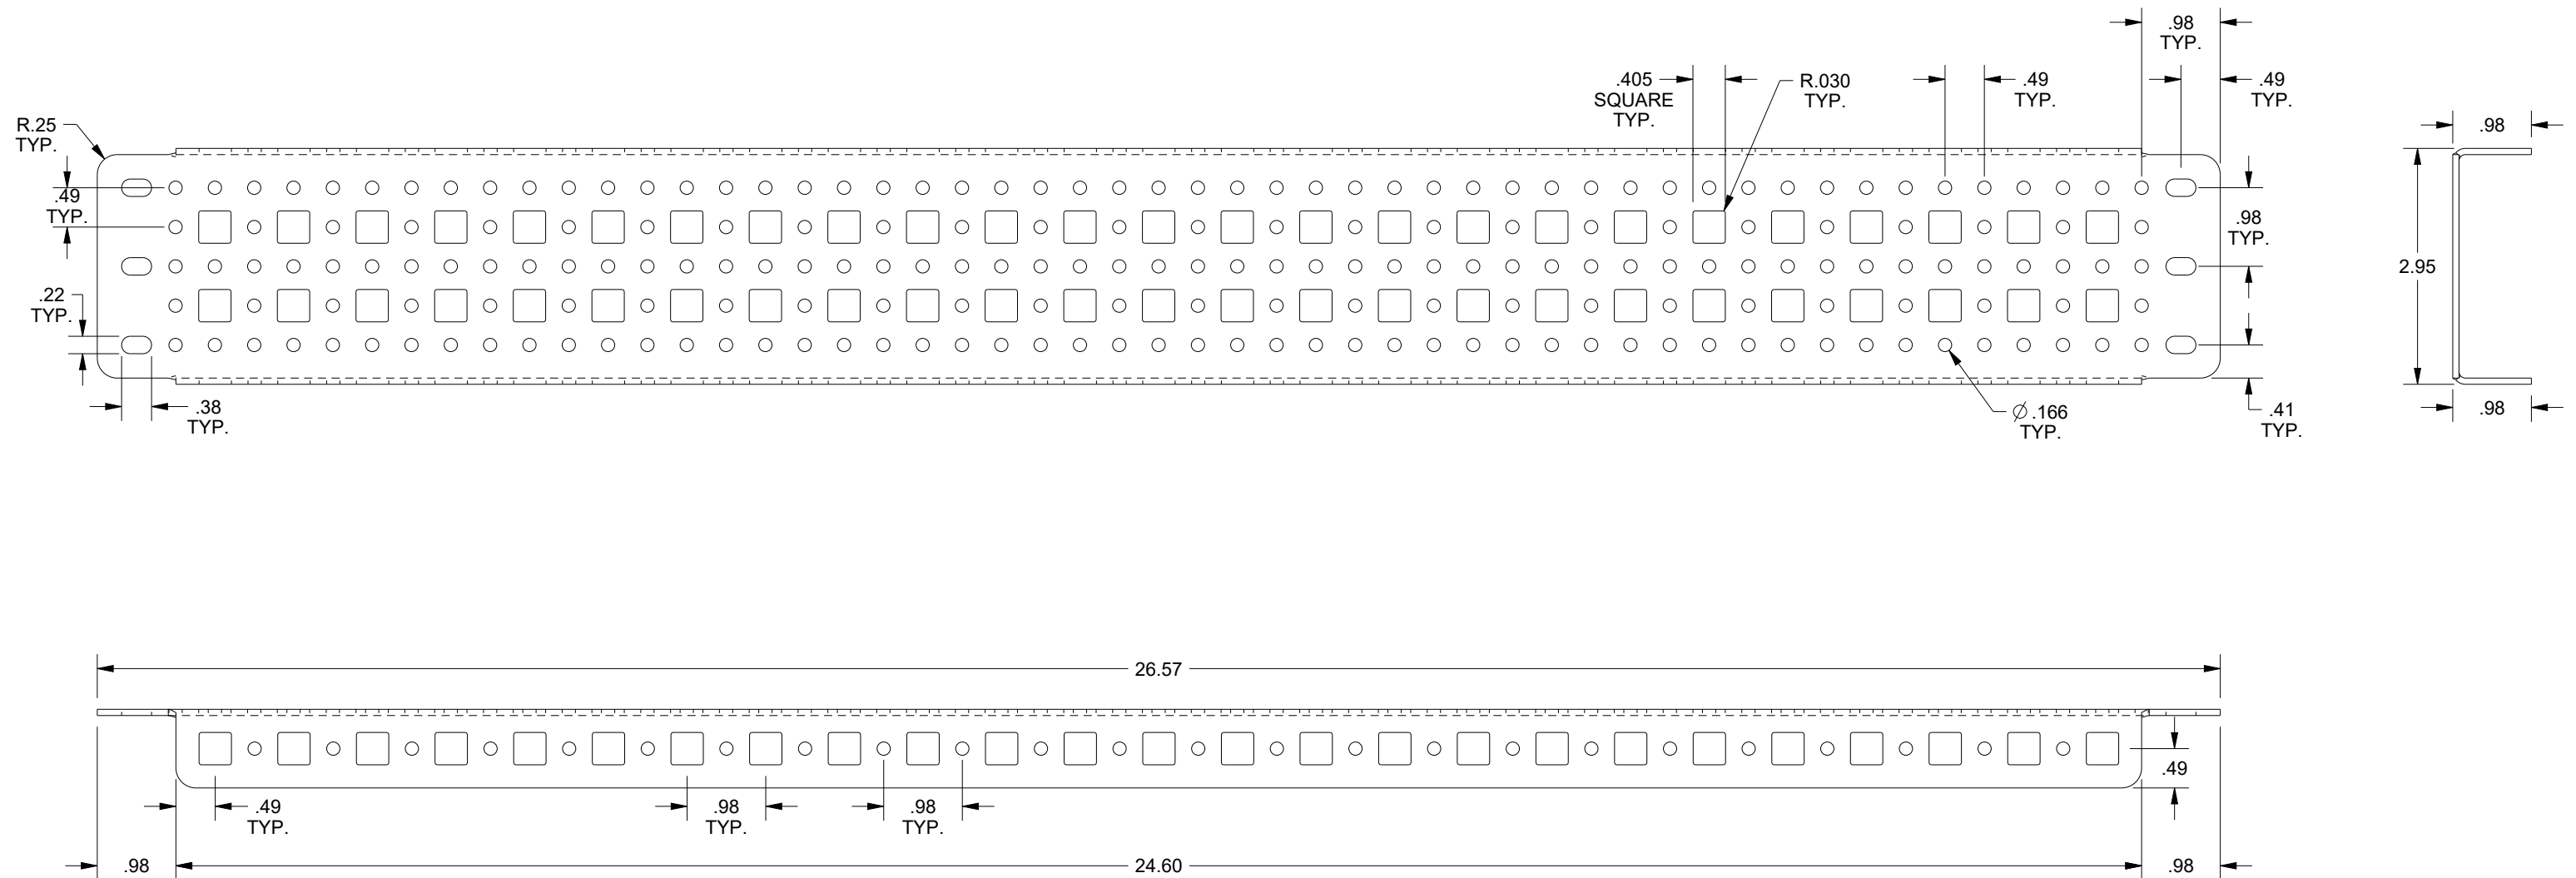 .98
TYP.
.405
SQUARE
TYP.
R.030
TYP.
.49
TYP.
.49
TYP.
R.25
TYP.
.98
.49
TYP.
.98
TYP.
2.95
.22
TYP.
.38
TYP.
Ø.166
TYP.
.41
TYP.
.98
26.57
.49
.49
TYP.
.98
TYP.
.98
TYP.
.98
24.60
.98